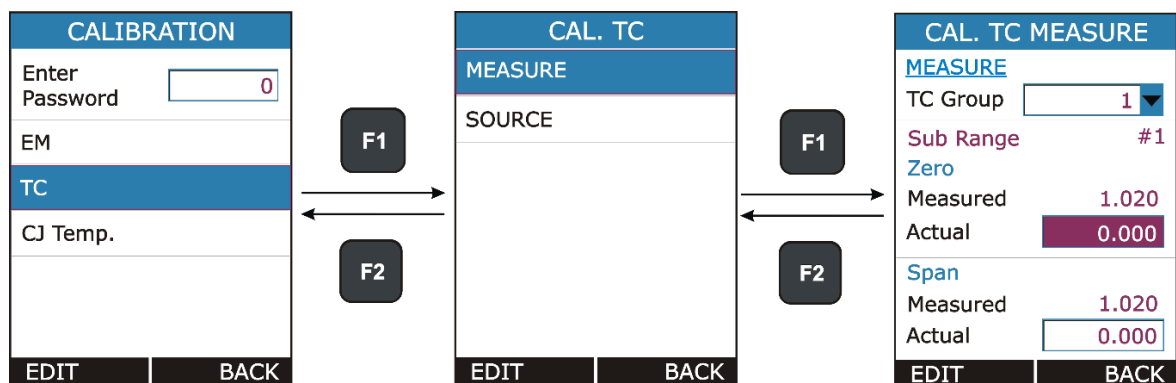 CALIBRATION
Enter
Password 0
EM
TC
CJ Temp.
EDIT BACK
F1
F2
CAL. TC
MEASURE
SOURCE
EDIT BACK
F1
F2
CAL. TC MEASURE
MEASURE
TC Group 1
Sub Range #1
Zero
Measured 1.020
Actual 0.000
Span
Measured 1.020
Actual 0.000
EDIT BACK